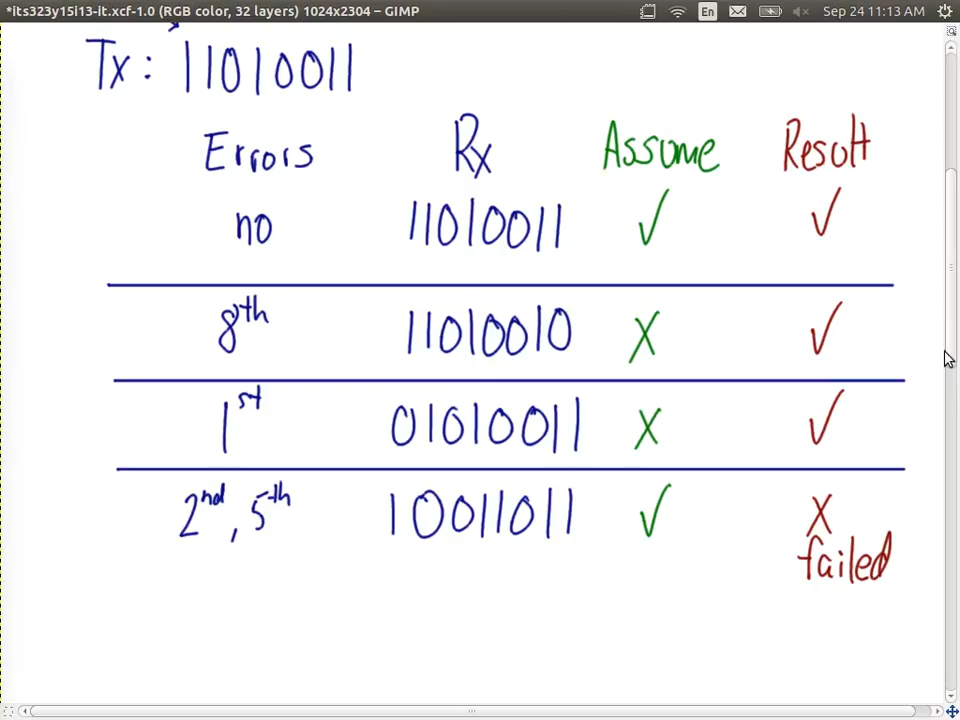 *its323y15i13-it.xcf-1.0 (RGB color, 32 layers) 1024x2304 – GIMP En Sep 24 11:13 AM
Tx: 11010011
Errors Rx Assume Result
no 11010011 ✓ ✓
8th 11010010 X ✓
1st 01010011 X ✓
2nd, 5th 10011011 ✓ X
failed